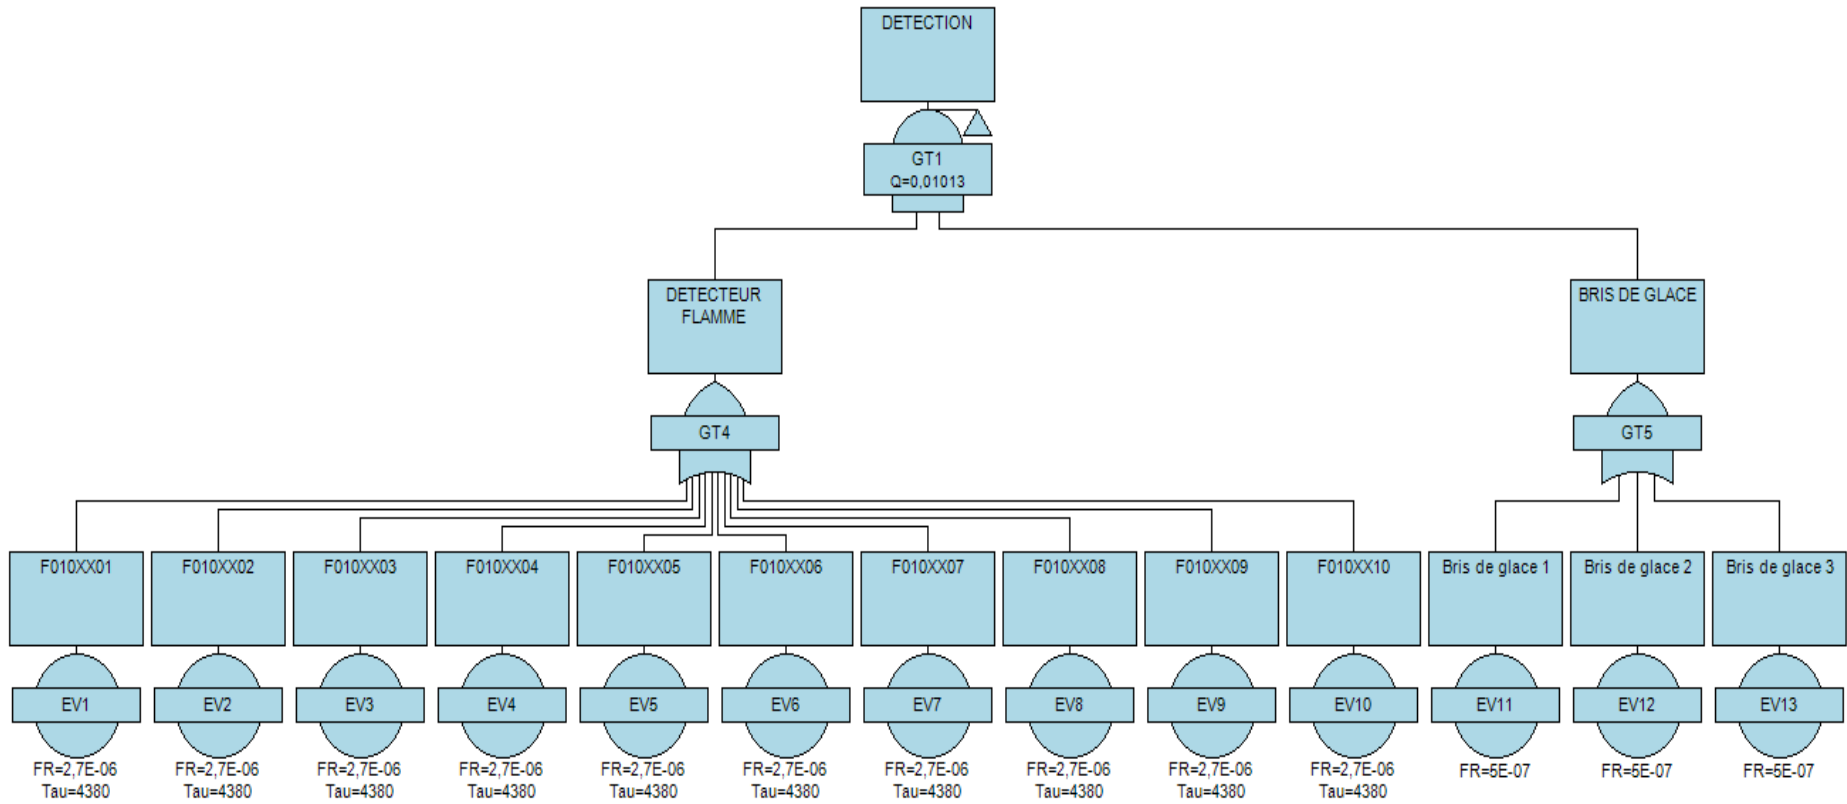 DETECTION
GT1
Q=0,01013
DETECTEUR
FLAMME
BRIS DE GLACE
GT4
GT5
F010XX01
F010XX02
F010XX03
F010XX04
F010XX05
F010XX06
F010XX07
F010XX08
F010XX09
F010XX10
Bris de glace 1
Bris de glace 2
Bris de glace 3
EV1
EV2
EV3
EV4
EV5
EV6
EV7
EV8
EV9
EV10
EV11
EV12
EV13
FR=2,7E-06
Tau=4380
FR=2,7E-06
Tau=4380
FR=2,7E-06
Tau=4380
FR=2,7E-06
Tau=4380
FR=2,7E-06
Tau=4380
FR=2,7E-06
Tau=4380
FR=2,7E-06
Tau=4380
FR=2,7E-06
Tau=4380
FR=2,7E-06
Tau=4380
FR=2,7E-06
Tau=4380
FR=5E-07
FR=5E-07
FR=5E-07